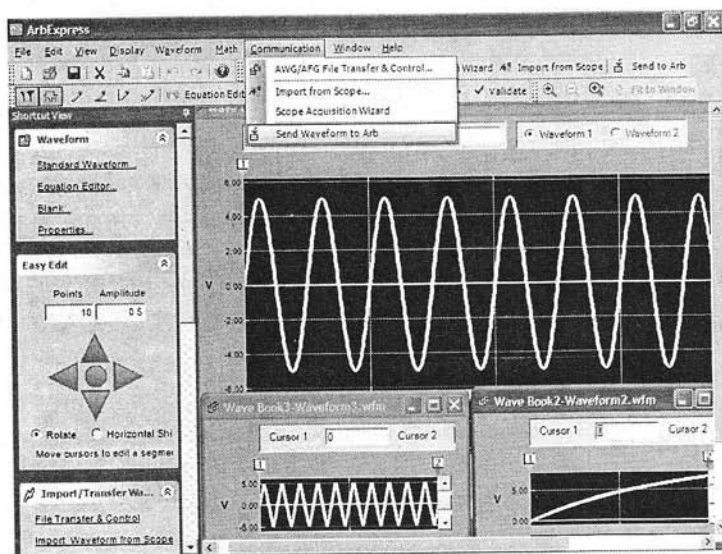 ArbExpress
File Edit View Display Waveform Math Communication Window Help
AWG/AFG File Transfer & Control...
Wizard Import from Scope Send to Arb
Import from Scope...
Equation Edit
Validate
Fit to Window
Scope Acquisition Wizard
Shortcut View
Send Waveform to Arb
Waveform
Waveform 1 Waveform 2
Standard Waveform...
Equation Editor...
Blank...
Properties...
1
6.00
4.00
2.00
V 0.00
-2.00
-4.00
-6.00
Easy Edit
Points Amplitude
10 0.5
Rotate Horizontal Shi
Move cursors to edit a segmen
Import/Transfer Wa...
File Transfer & Control
Import Waveform from Scope
Wave Book3-Waveform3.wfm
Cursor 1 0 Cursor 2
1 2
5.00
V 0.00
-5.00
Wave Book2-Waveform2.wfm
Cursor 1 Cursor 2
1 2
5.00
V
0.00